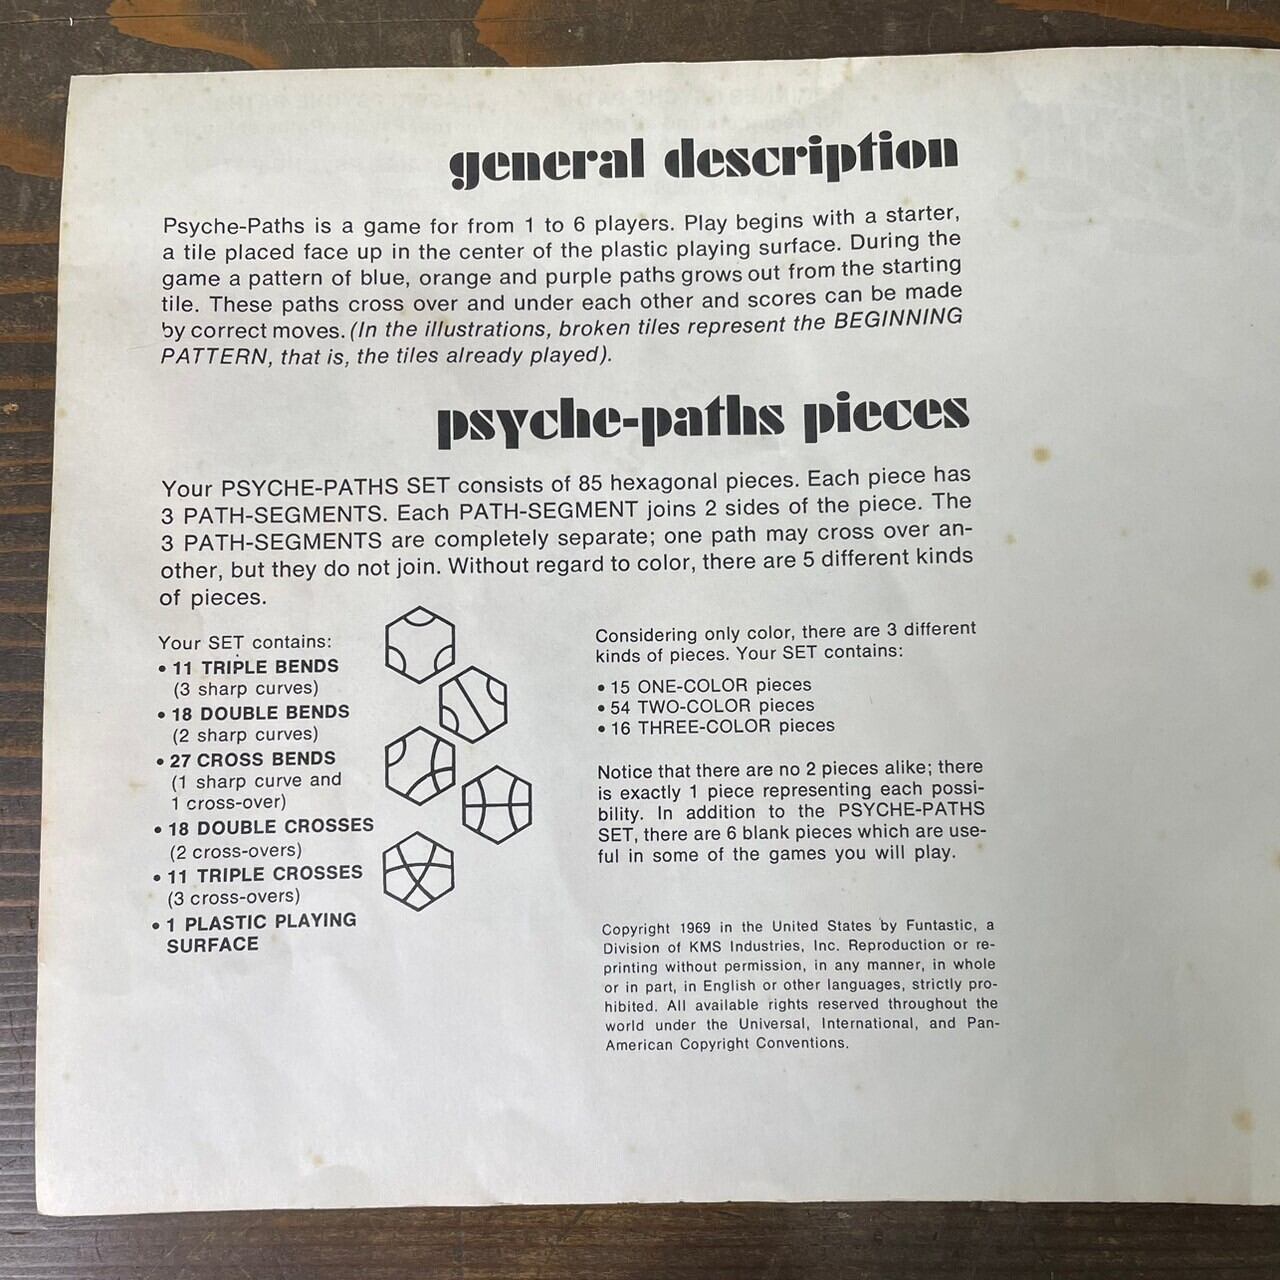 general description
Psyche-Paths is a game for from 1 to 6 players. Play begins with a starter,
a tile placed face up in the center of the plastic playing surface. During the
game a pattern of blue, orange and purple paths grows out from the starting
tile. These paths cross over and under each other and scores can be made
by correct moves. (In the illustrations, broken tiles represent the BEGINNING
PATTERN, that is, the tiles already played).
psyche-paths pieces
Your PSYCHE-PATHS SET consists of 85 hexagonal pieces. Each piece has
3 PATH-SEGMENTS. Each PATH-SEGMENT joins 2 sides of the piece. The
3 PATH-SEGMENTS are completely separate; one path may cross over an-
other, but they do not join. Without regard to color, there are 5 different kinds
of pieces.
Your SET contains:
• 11 TRIPLE BENDS
(3 sharp curves)
• 18 DOUBLE BENDS
(2 sharp curves)
• 27 CROSS BENDS
(1 sharp curve and
1 cross-over)
• 18 DOUBLE CROSSES
(2 cross-overs)
• 11 TRIPLE CROSSES
(3 cross-overs)
• 1 PLASTIC PLAYING
SURFACE
Considering only color, there are 3 different
kinds of pieces. Your SET contains:
• 15 ONE-COLOR pieces
• 54 TWO-COLOR pieces
• 16 THREE-COLOR pieces
Notice that there are no 2 pieces alike; there
is exactly 1 piece representing each possi-
bility. In addition to the PSYCHE-PATHS
SET, there are 6 blank pieces which are use-
ful in some of the games you will play.
Copyright 1969 in the United States by Funtastic, a
Division of KMS Industries, Inc. Reproduction or re-
printing without permission, in any manner, in whole
or in part, in English or other languages, strictly pro-
hibited. All available rights reserved throughout the
world under the Universal, International, and Pan-
American Copyright Conventions.